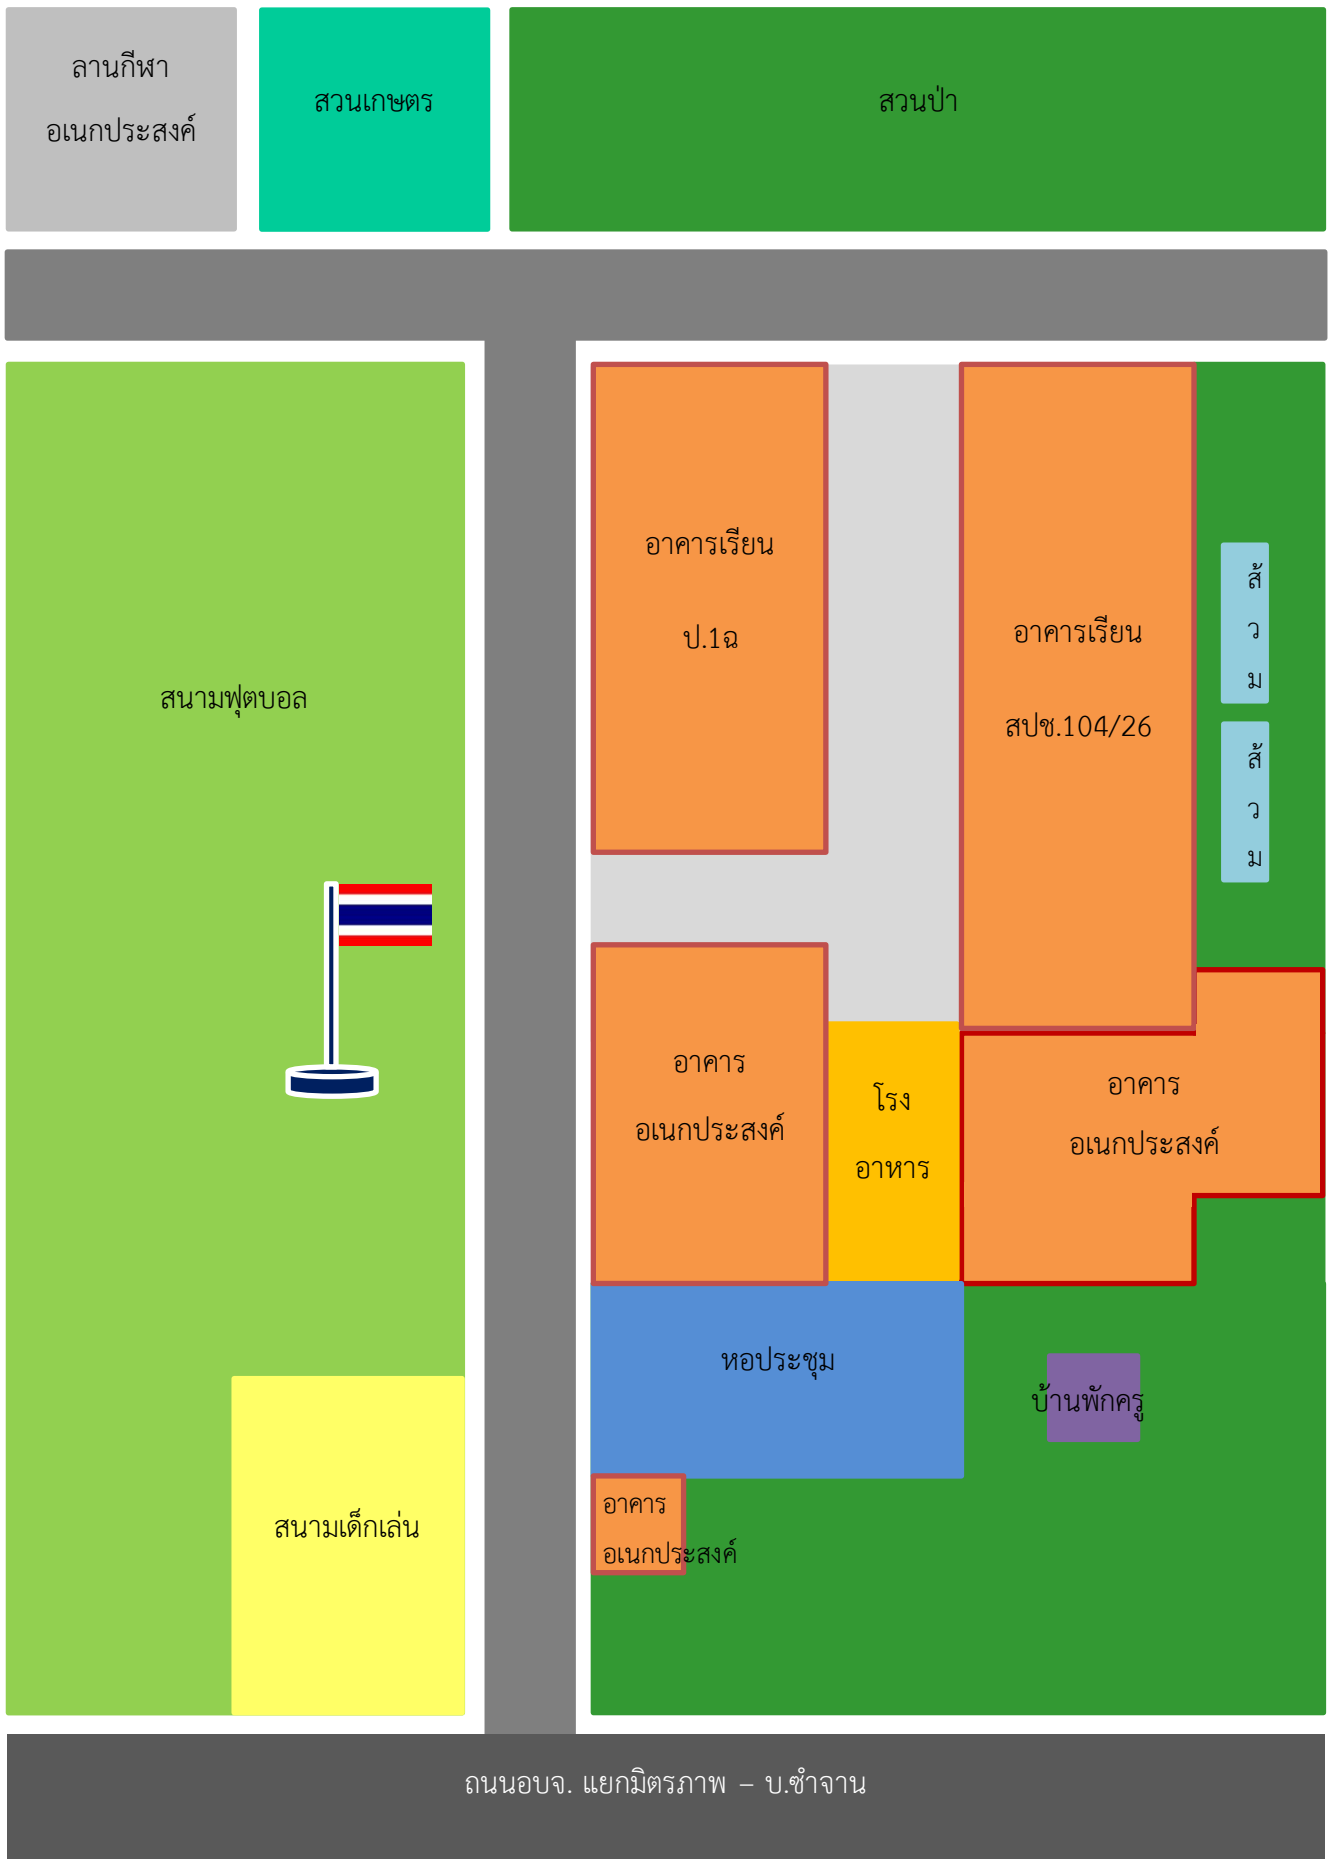 ลานกีฬา
อเนกประสงค์
สวนเกษตร
สวนป่า
อาคารเรียน
ป.1ฉ
อาคารเรียน
สปช.104/26
ส้
ว
ม
ส้
ว
ม
สนามฟุตบอล
อาคาร
อเนกประสงค์
โรง
อาหาร
อาคาร
อเนกประสงค์
หอประชุม
บ้านพักครู
อาคาร
อเนกประสงค์
สนามเด็กเล่น
ถนนอบจ. แยกมิตรภาพ – บ.ซำจาน